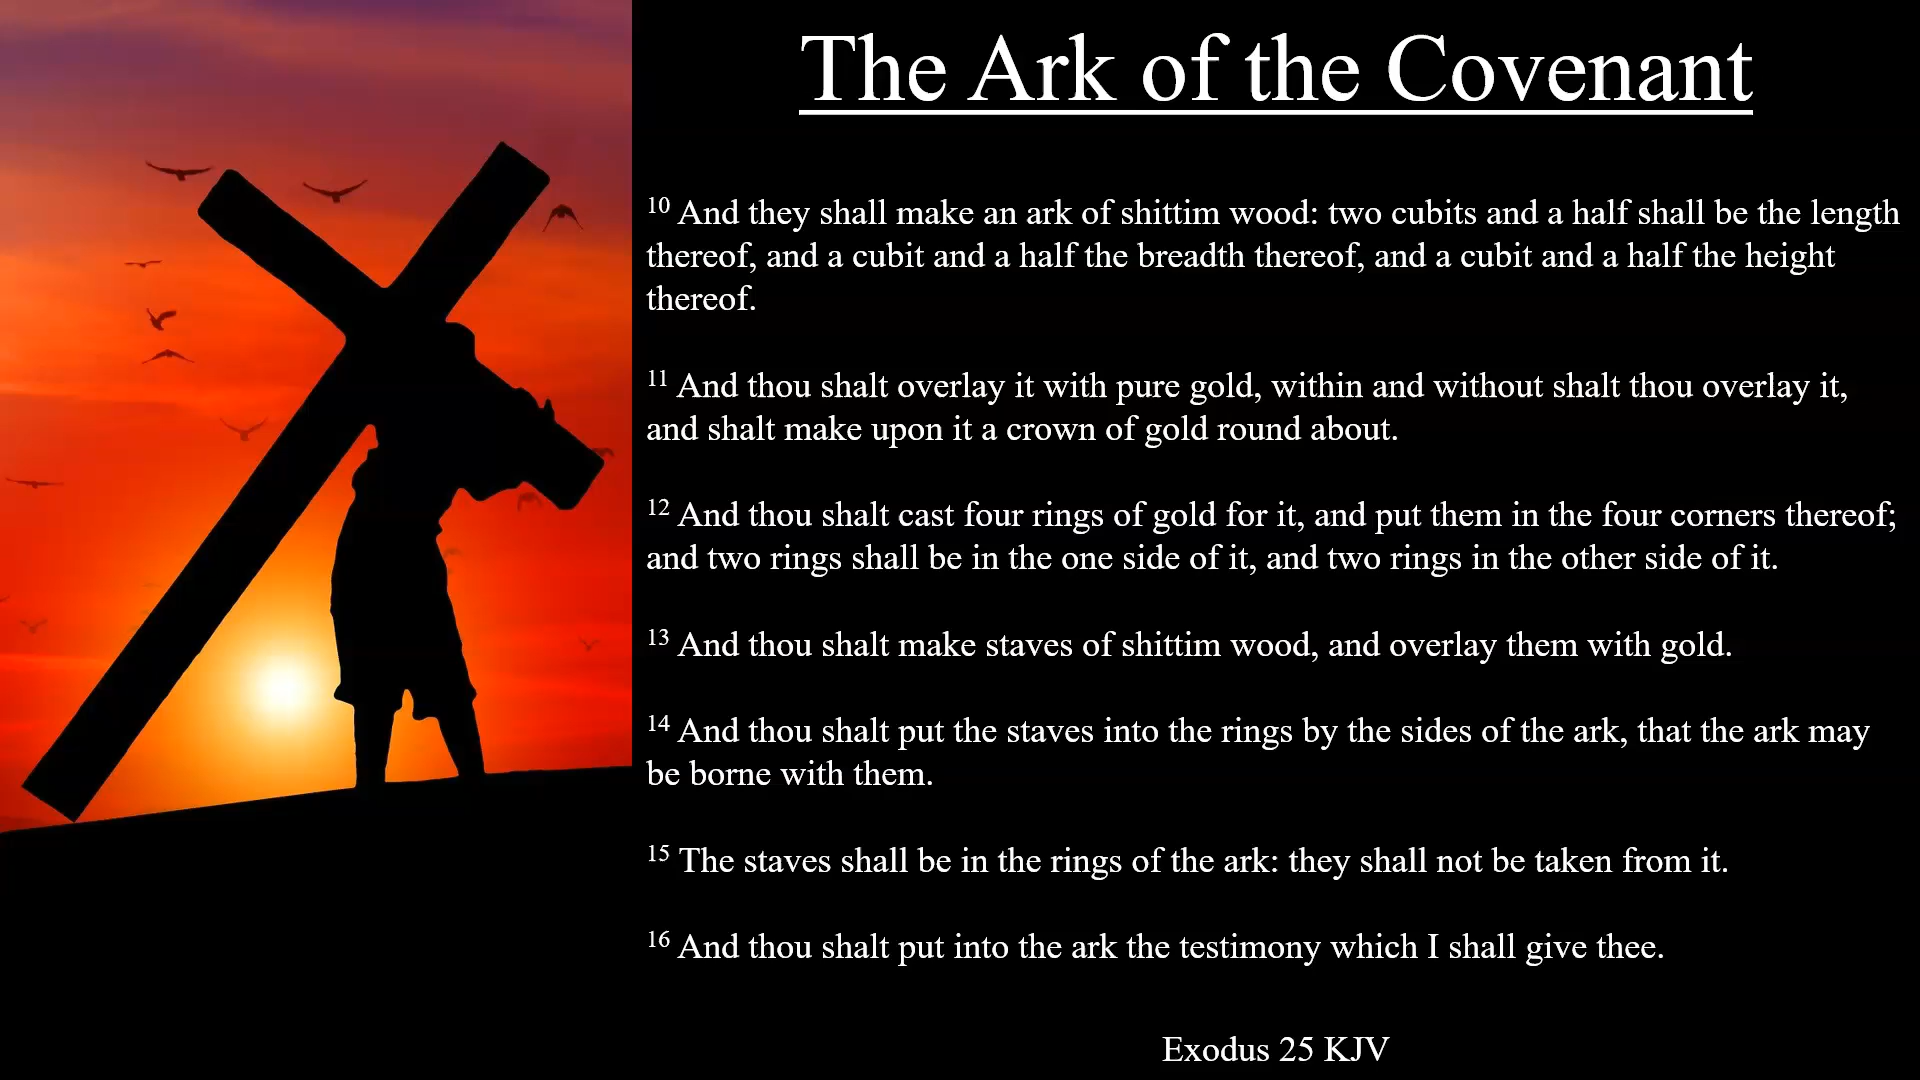 The Ark of the Covenant
10 And they shall make an ark of shittim wood: two cubits and a half shall be the length
thereof, and a cubit and a half the breadth thereof, and a cubit and a half the height
thereof.
11 And thou shalt overlay it with pure gold, within and without shalt thou overlay it,
and shalt make upon it a crown of gold round about.
12 And thou shalt cast four rings of gold for it, and put them in the four corners thereof;
and two rings shall be in the one side of it, and two rings in the other side of it.
13 And thou shalt make staves of shittim wood, and overlay them with gold.
14 And thou shalt put the staves into the rings by the sides of the ark, that the ark may
be borne with them.
15 The staves shall be in the rings of the ark: they shall not be taken from it.
16 And thou shalt put into the ark the testimony which I shall give thee.
Exodus 25 KJV